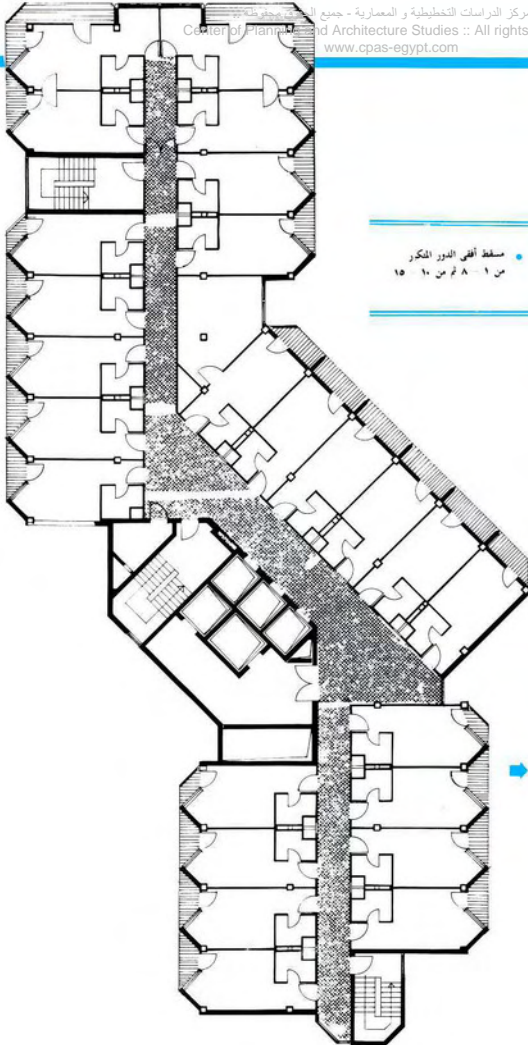 مركز الدراسات التخطيطية و المعمارية - جميع الحقوق محفوظة
Center of Planning and Architecture Studies :: All rights
www.cpas-egypt.com
مسقط أفقى الدور المتكرر
من ١ - ٨ ثم من ١٠ - ١٥